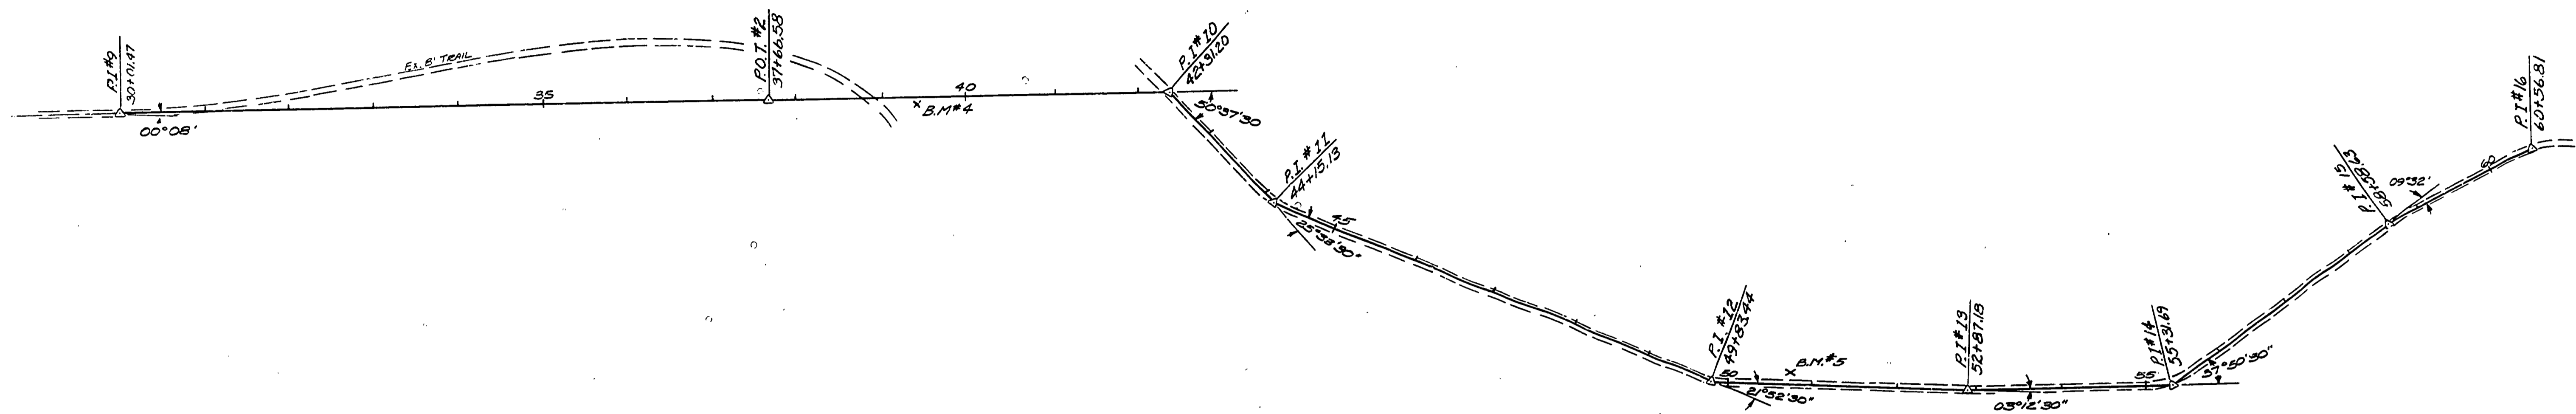 P.I #9
30+01.47
00°08'
Ex. 8' TRAIL
35
P.O.T. #2
37+66.58
B.M #4
40
P.I #10
42+31.20
50°37'30
P.I. #11
44+15.13
25°38'30"
45
P.I. #12
49+83.44
50
21°52'30"
B.M. #5
P.I #13
52+87.18
03°12'30"
55
P.I #14
55+31.69
37°50'30"
P.I. #15
58+38.63
09°32'
60
P.I #16
60+56.81